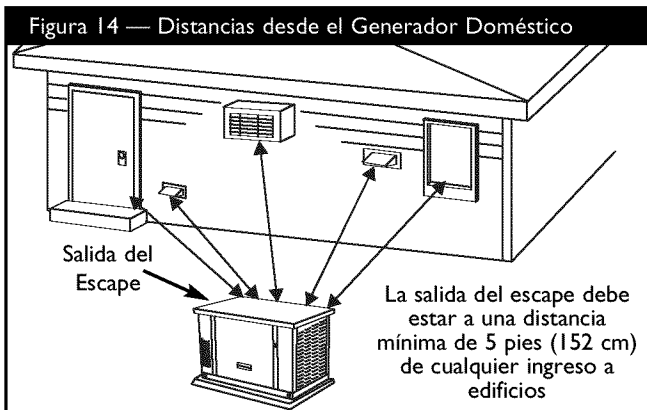 Figura 14 — Distancias desde el Generador Doméstico
Salida del
Escape
La salida del escape debe
estar a una distancia
mínima de 5 pies (152 cm)
de cualquier ingreso a
edificios